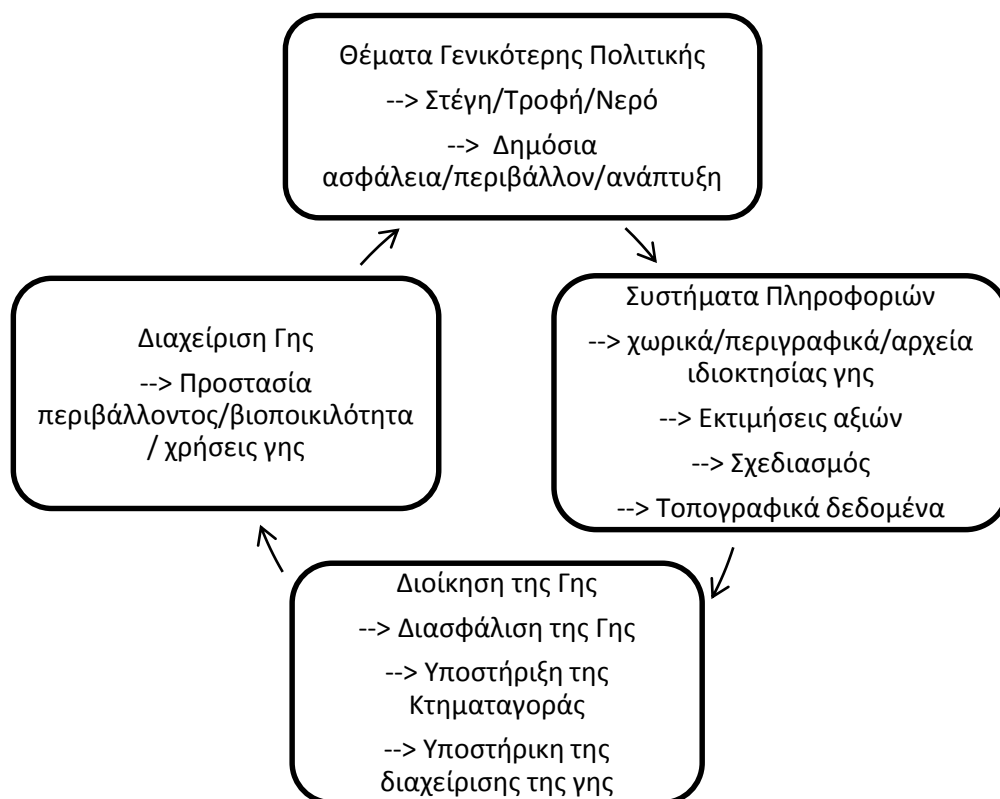 Θέματα Γενικότερης Πολιτικής
--> Στέγη/Τροφή/Νερό
--> Δημόσια
ασφάλεια/περιβάλλον/ανάπτυξη
Συστήματα Πληροφοριών
--> χωρικά/περιγραφικά/αρχεία
ιδιοκτησίας γης
--> Εκτιμήσεις αξιών
--> Σχεδιασμός
--> Τοπογραφικά δεδομένα
Διοίκηση της Γης
--> Διασφάλιση της Γης
--> Υποστήριξη της
Κτηματαγοράς
--> Υποστήρικη της
διαχείρισης της γης
Διαχείριση Γης
--> Προστασία
περιβάλλοντος/βιοποικιλότητα
/ χρήσεις γης